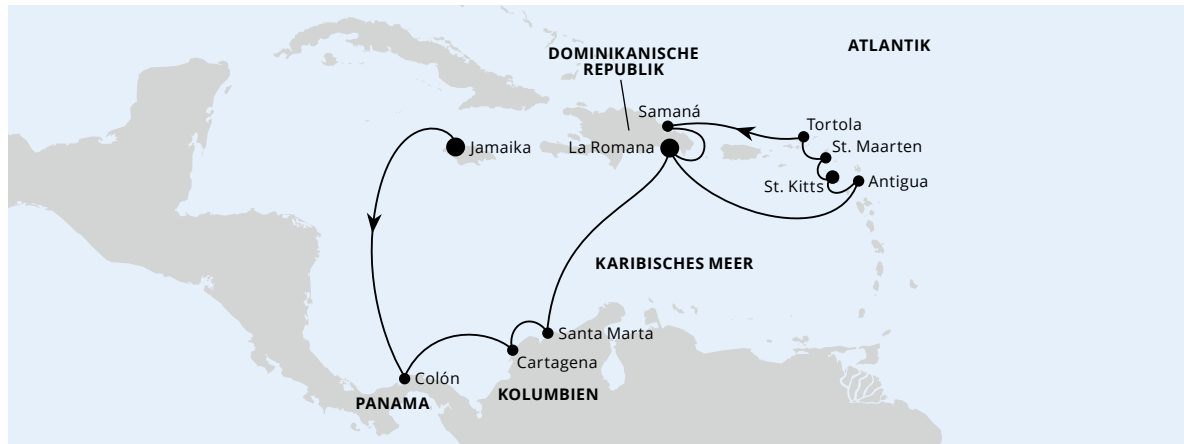 ATLANTIK
DOMINIKANISCHE
REPUBLIK
Samaná
Tortola
Jamaika
La Romana
St. Maarten
St. Kitts
Antigua
KARIBISCHES MEER
Santa Marta
Cartagena
Colón
KOLUMBIEN
PANAMA